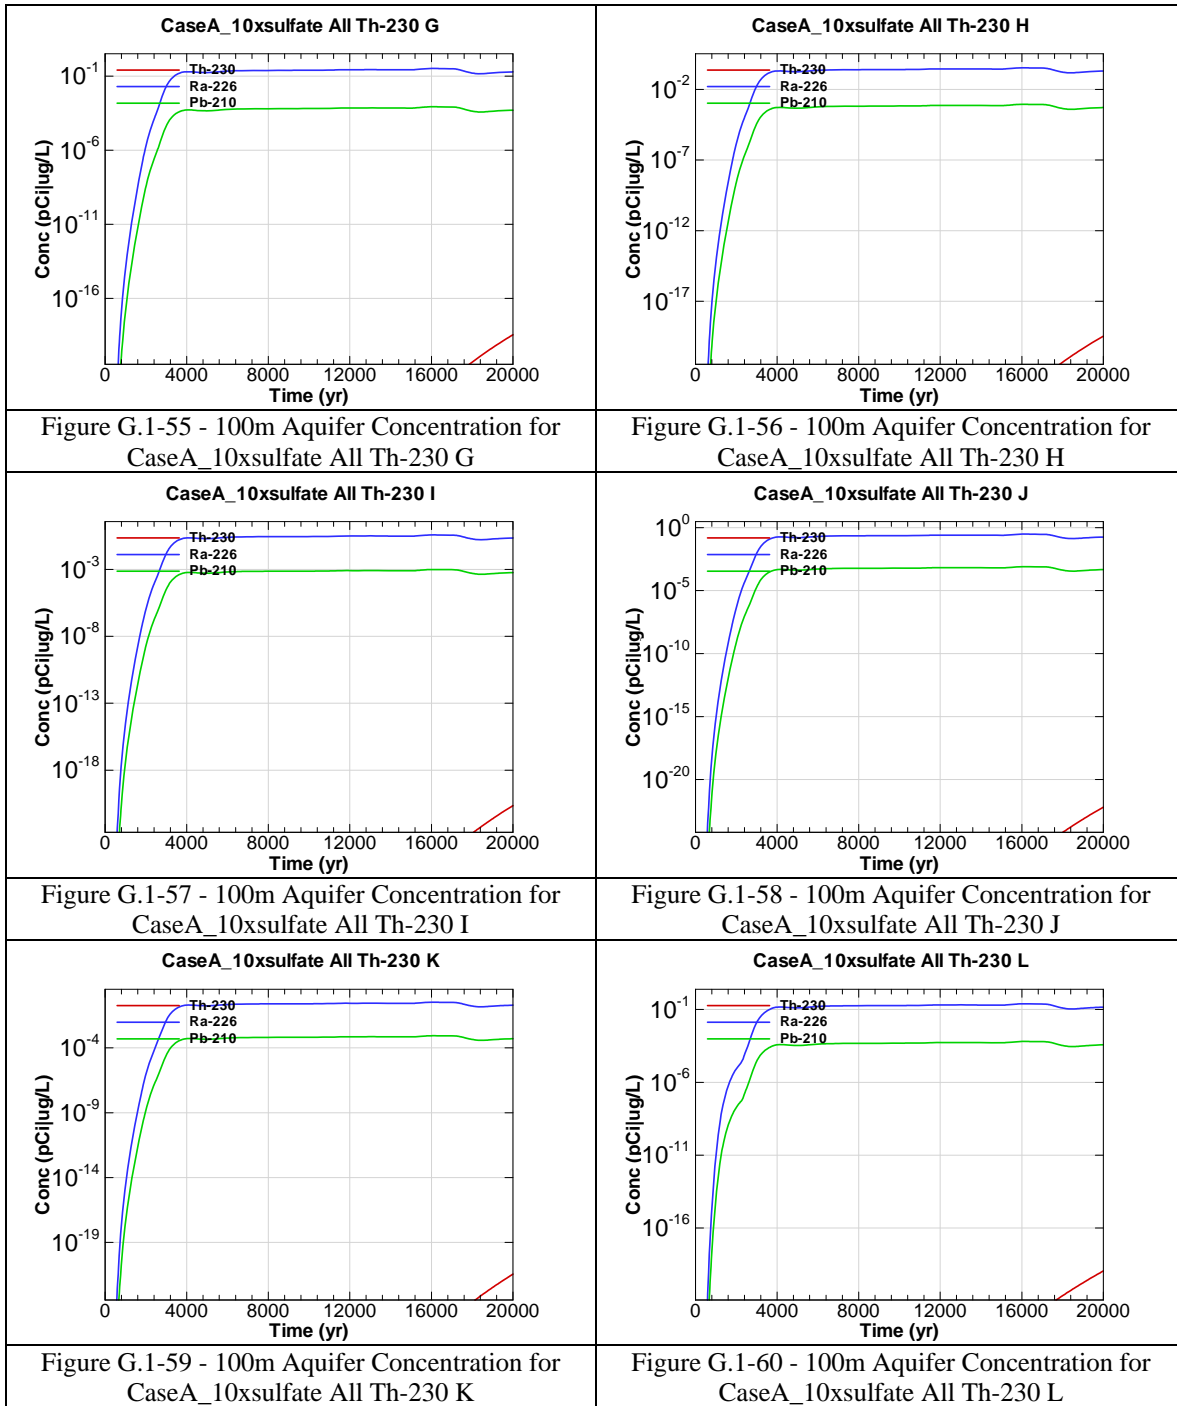 CaseA_10xsulfate All Th-230 G
Conc (pCi|ug/L)
10^-1
10^-6
10^-11
10^-16
Th-230
Ra-226
Pb-210
0 4000 8000 12000 16000 20000
Time (yr)
Figure G.1-55 - 100m Aquifer Concentration for
CaseA_10xsulfate All Th-230 G
CaseA_10xsulfate All Th-230 H
Conc (pCi|ug/L)
10^-2
10^-7
10^-12
10^-17
Th-230
Ra-226
Pb-210
0 4000 8000 12000 16000 20000
Time (yr)
Figure G.1-56 - 100m Aquifer Concentration for
CaseA_10xsulfate All Th-230 H
CaseA_10xsulfate All Th-230 I
Conc (pCi|ug/L)
10^-3
10^-8
10^-13
10^-18
Th-230
Ra-226
Pb-210
0 4000 8000 12000 16000 20000
Time (yr)
Figure G.1-57 - 100m Aquifer Concentration for
CaseA_10xsulfate All Th-230 I
CaseA_10xsulfate All Th-230 J
Conc (pCi|ug/L)
10^0
10^-5
10^-10
10^-15
10^-20
Th-230
Ra-226
Pb-210
0 4000 8000 12000 16000 20000
Time (yr)
Figure G.1-58 - 100m Aquifer Concentration for
CaseA_10xsulfate All Th-230 J
CaseA_10xsulfate All Th-230 K
Conc (pCi|ug/L)
10^-4
10^-9
10^-14
10^-19
Th-230
Ra-226
Pb-210
0 4000 8000 12000 16000 20000
Time (yr)
Figure G.1-59 - 100m Aquifer Concentration for
CaseA_10xsulfate All Th-230 K
CaseA_10xsulfate All Th-230 L
Conc (pCi|ug/L)
10^-1
10^-6
10^-11
10^-16
Th-230
Ra-226
Pb-210
0 4000 8000 12000 16000 20000
Time (yr)
Figure G.1-60 - 100m Aquifer Concentration for
CaseA_10xsulfate All Th-230 L